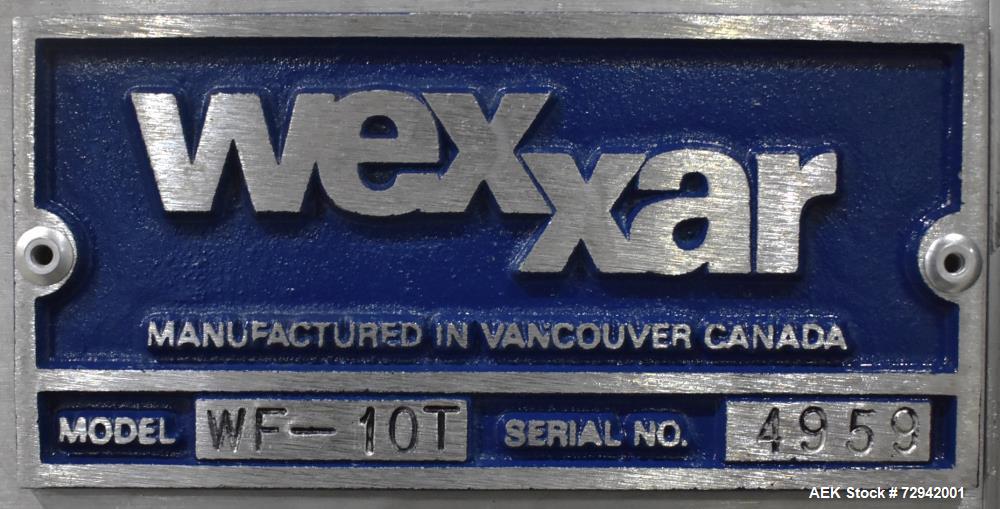 wexxar
MANUFACTURED IN VANCOUVER CANADA
MODEL WF-10T SERIAL NO. 4959
AEK Stock # 72942001